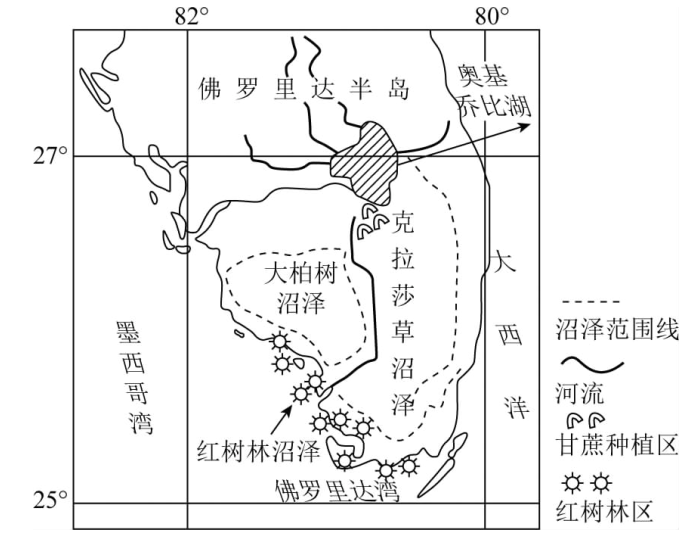 82°
80°
佛罗里达半岛
奥基
乔比湖
27°
克拉莎草沼泽
大柏树
沼泽
大西洋
墨西哥湾
沼泽范围线
河流
甘蔗种植区
红树林区
红树林沼泽
佛罗里达湾
25°